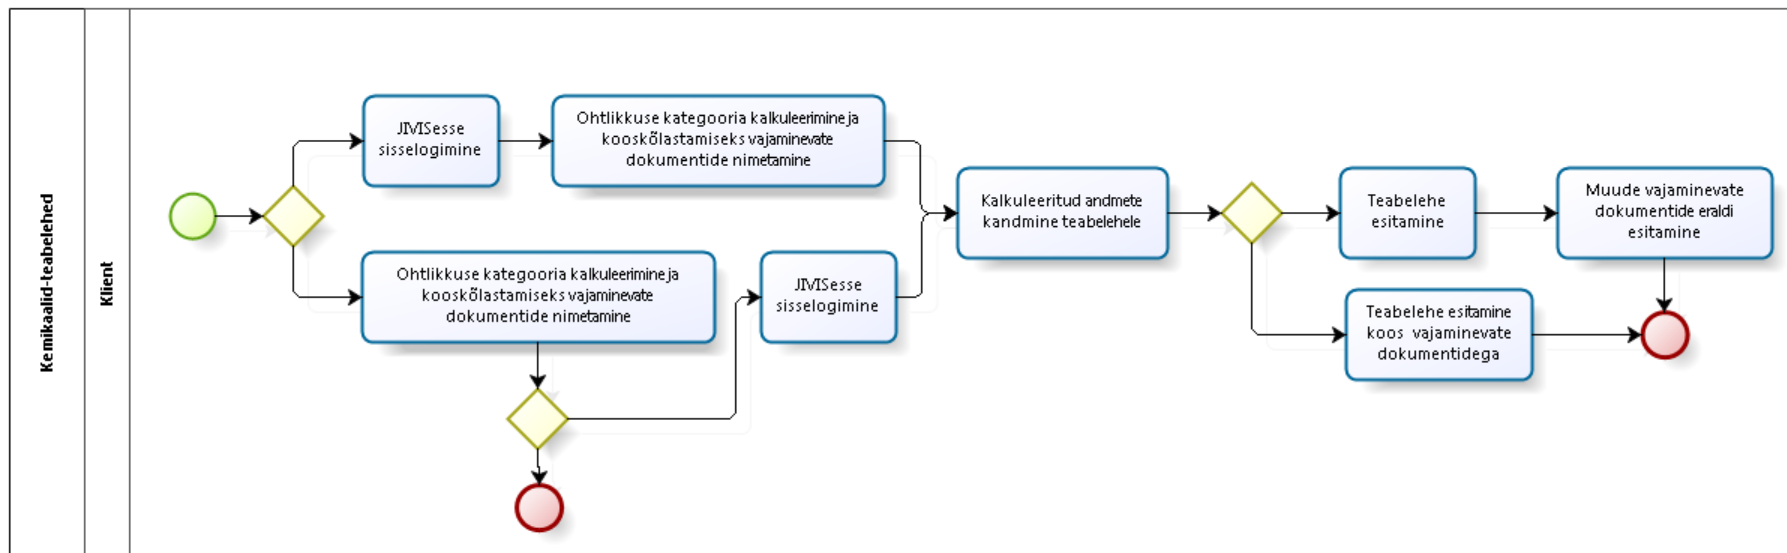 Kemikaalid-teabelehed
Klient
JIVISesse
sisselogimine
Ohtlikkuse kategooria kalkuleerimine ja
kooskõlastamiseks vajaminevate
dokumentide nimetamine
Ohtlikkuse kategooria kalkuleerimine ja
kooskõlastamiseks vajaminevate
dokumentide nimetamine
JIVISesse
sisselogimine
Kalkuleeritud andmete
kandmine teabelehele
Teabelehe
esitamine
Muude vajaminevate
dokumentide eraldi
esitamine
Teabelehe esitamine
koos vajaminevate
dokumentidega